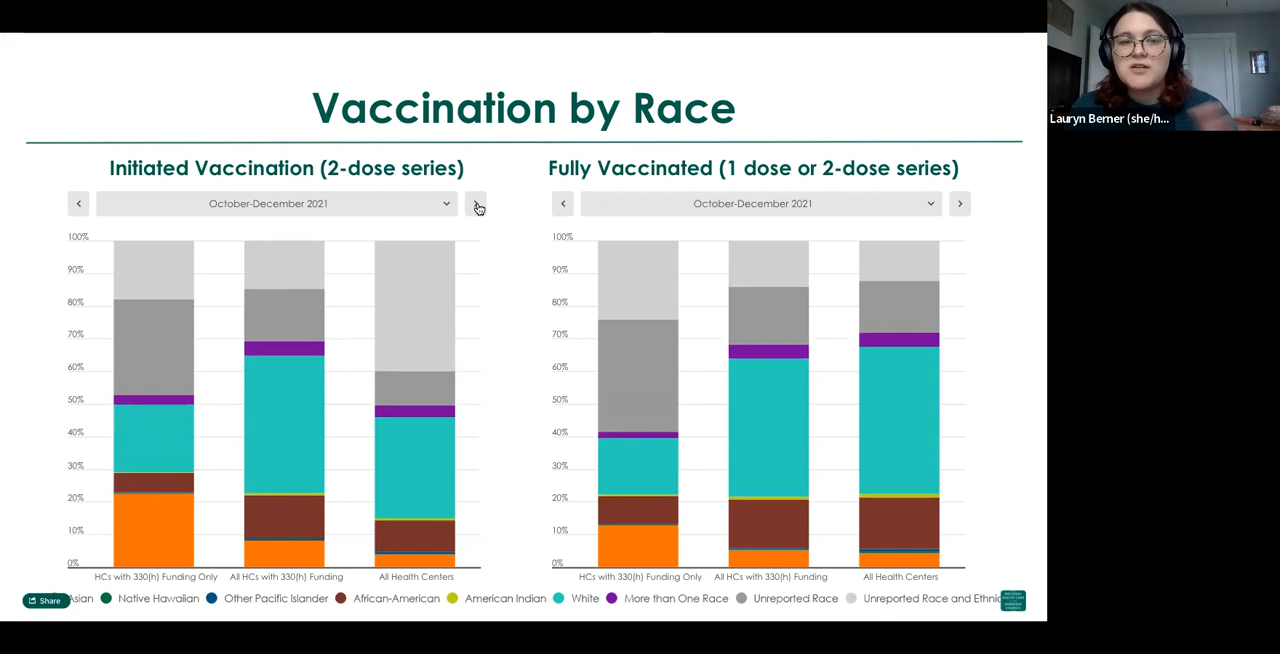 Vaccination by Race
Initiated Vaccination (2-dose series)
Fully Vaccinated (1 dose or 2-dose series)
October-December 2021
October-December 2021
100%
90%
80%
70%
60%
50%
40%
30%
20%
10%
0%
HCs with 330(h) Funding Only
All HCs with 330(h) Funding
All Health Centers
100%
90%
80%
70%
60%
50%
40%
30%
20%
10%
0%
HCs with 330(h) Funding Only
All HCs with 330(h) Funding
All Health Centers
Share
Asian
Native Hawaiian
Other Pacific Islander
African-American
American Indian
White
More than One Race
Unreported Race
Unreported Race and Ethnic
Lauryn Berner (she/h...